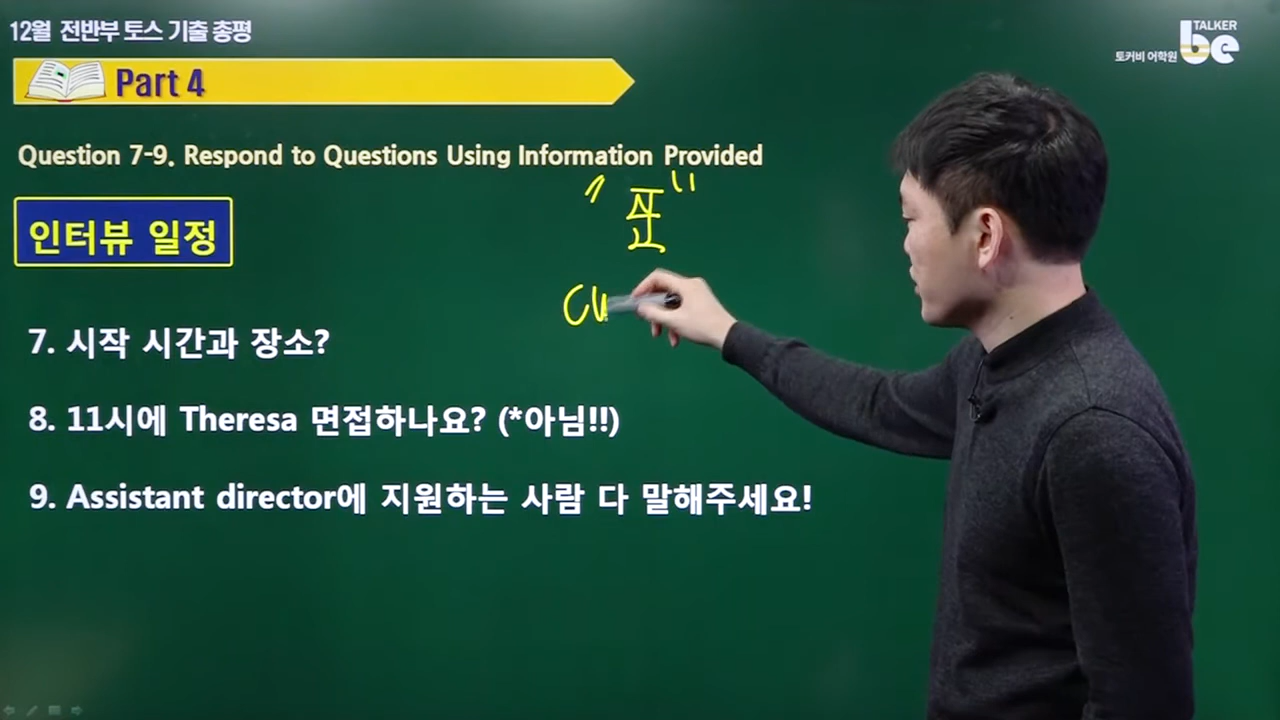 12월 전반부 토스 기출 총평
TALKER
be
토커비 어학원
Part 4
Question 7-9. Respond to Questions Using Information Provided
"표"
인터뷰 일정
7. 시작 시간과 장소?
8. 11시에 Theresa 면접하나요? (*아님!!)
9. Assistant director에 지원하는 사람 다 말해주세요!